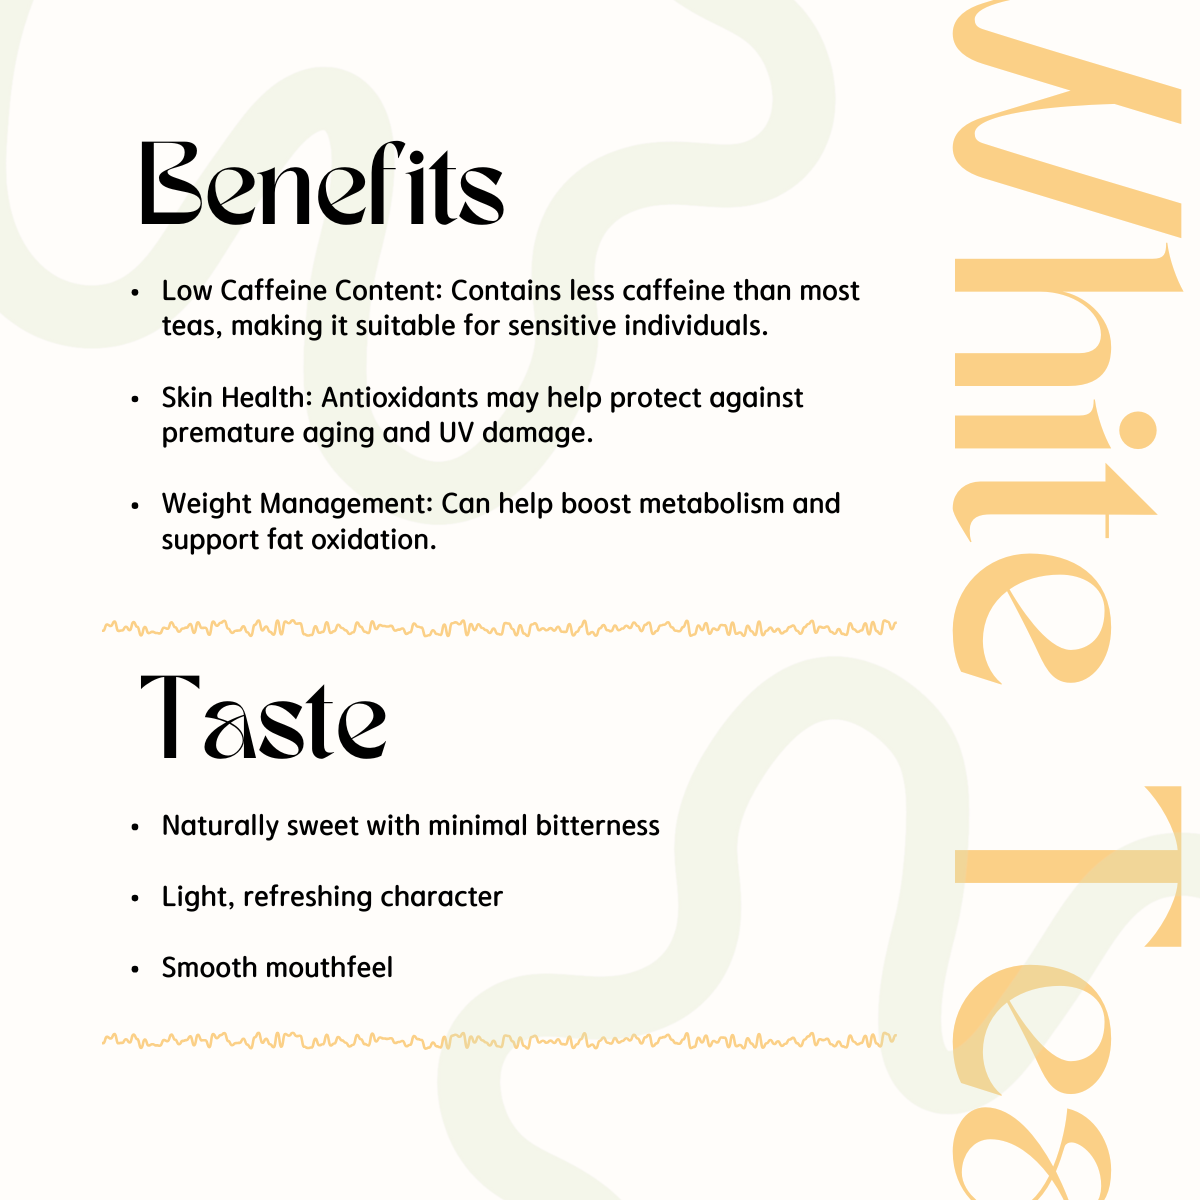 Benefits
• Low Caffeine Content: Contains less caffeine than most
teas, making it suitable for sensitive individuals.
• Skin Health: Antioxidants may help protect against
premature aging and UV damage.
• Weight Management: Can help boost metabolism and
support fat oxidation.
Taste
• Naturally sweet with minimal bitterness
• Light, refreshing character
• Smooth mouthfeel
White Tea